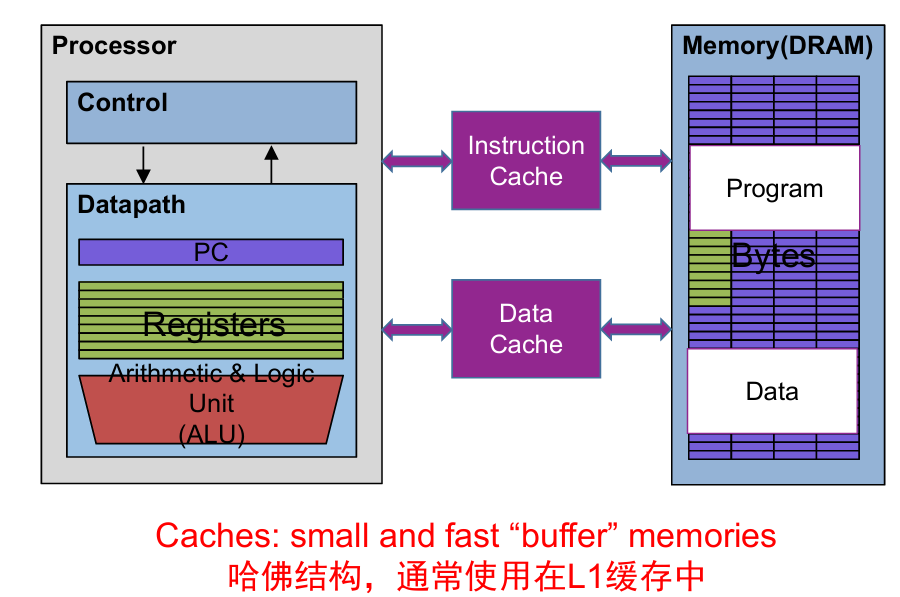 Processor
Control
Datapath
PC
Registers
Arithmetic & Logic
Unit
(ALU)
Instruction
Cache
Data
Cache
Memory(DRAM)
Program
Bytes
Data
Caches: small and fast “buffer” memories
哈佛结构，通常使用在L1缓存中